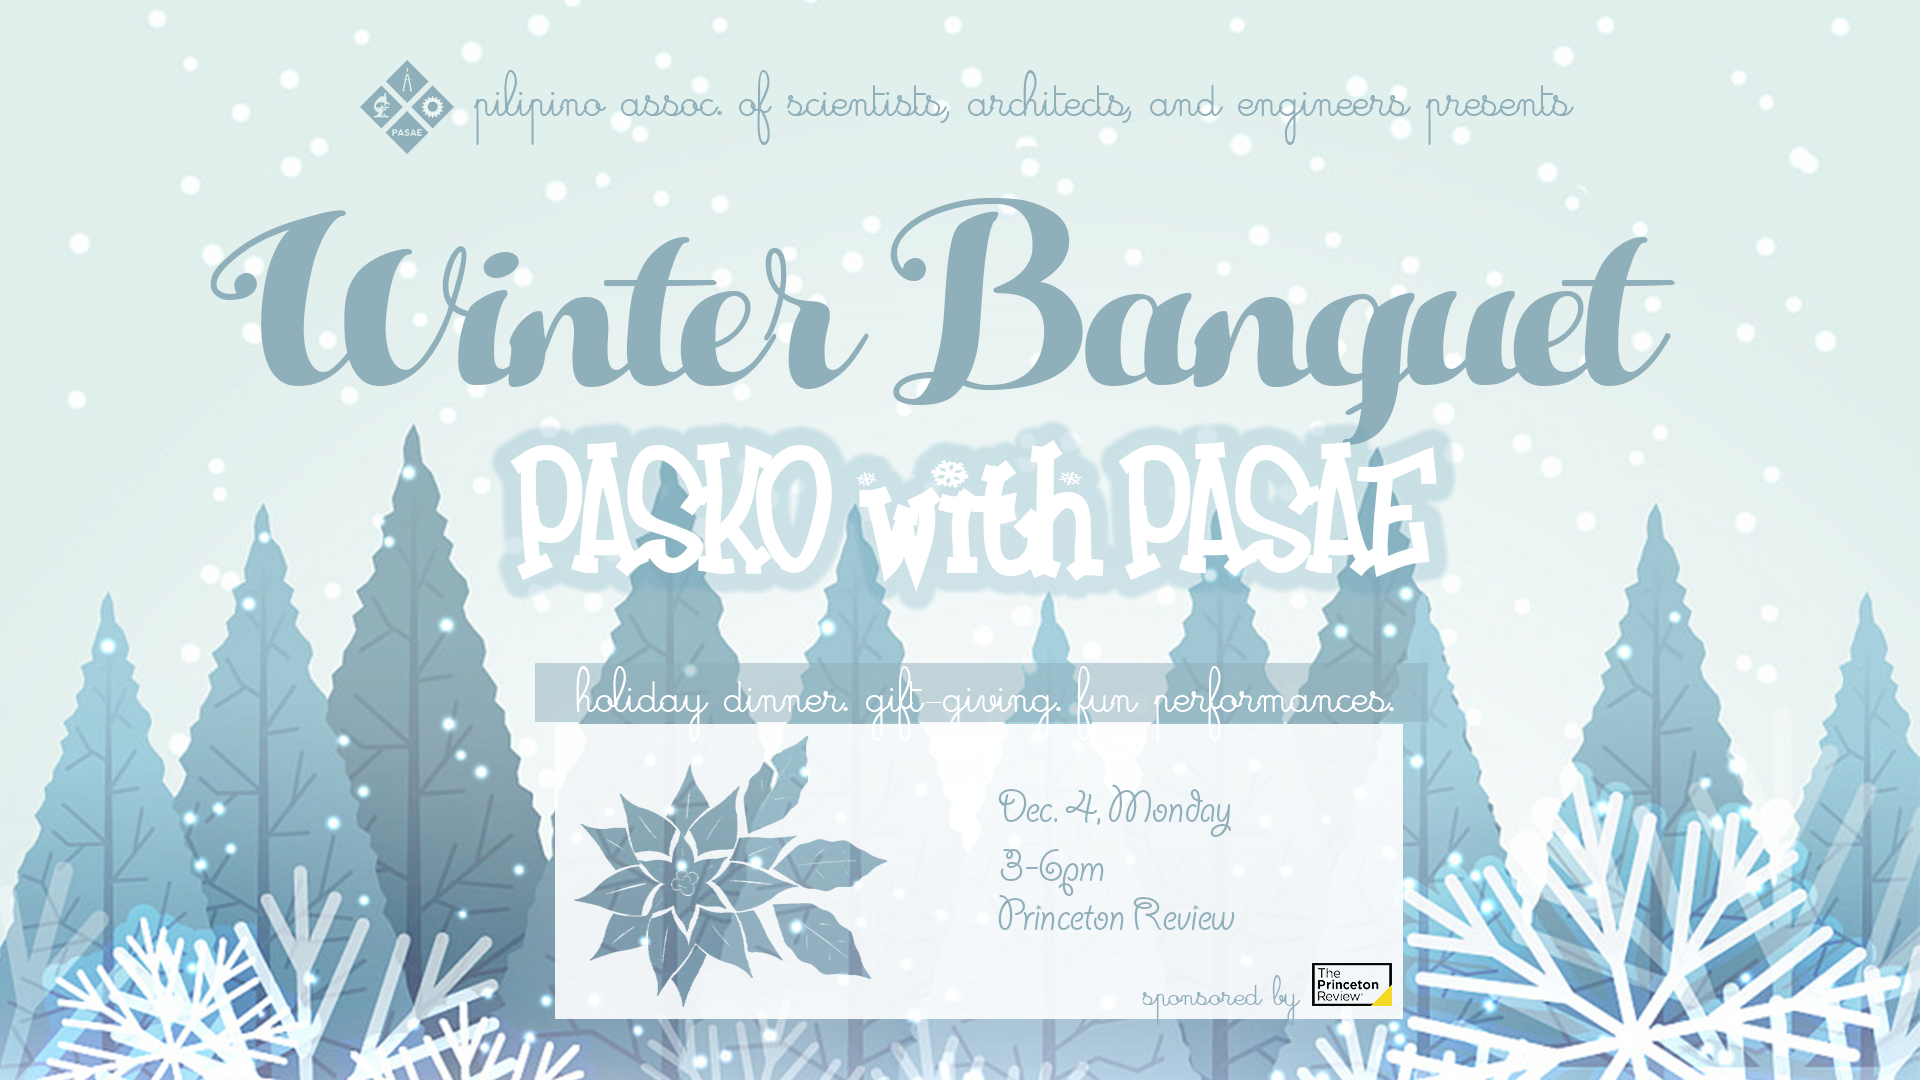 PASAE
pilipino assoc. of scientists, architects, and engineers presents
Winter Banquet
PASKO with PASAE
holiday dinner. gift-giving. fun performances.
Dec. 4, Monday
3-6pm
Princeton Review
sponsored by
The
Princeton
Review